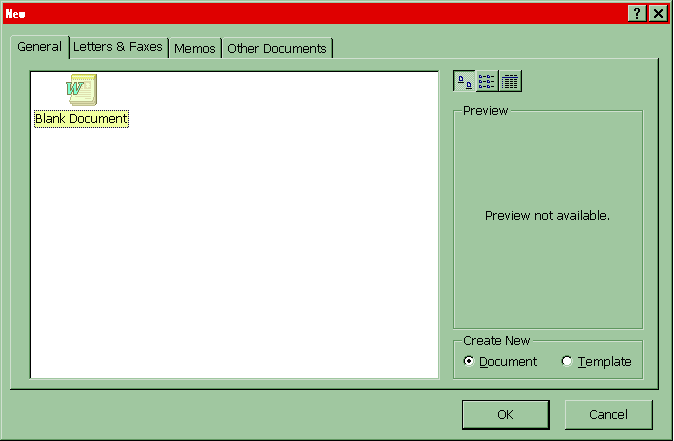 New
General
Letters & Faxes
Memos
Other Documents
W
Blank Document
Preview
Preview not available.
Create New
Document
Template
OK
Cancel